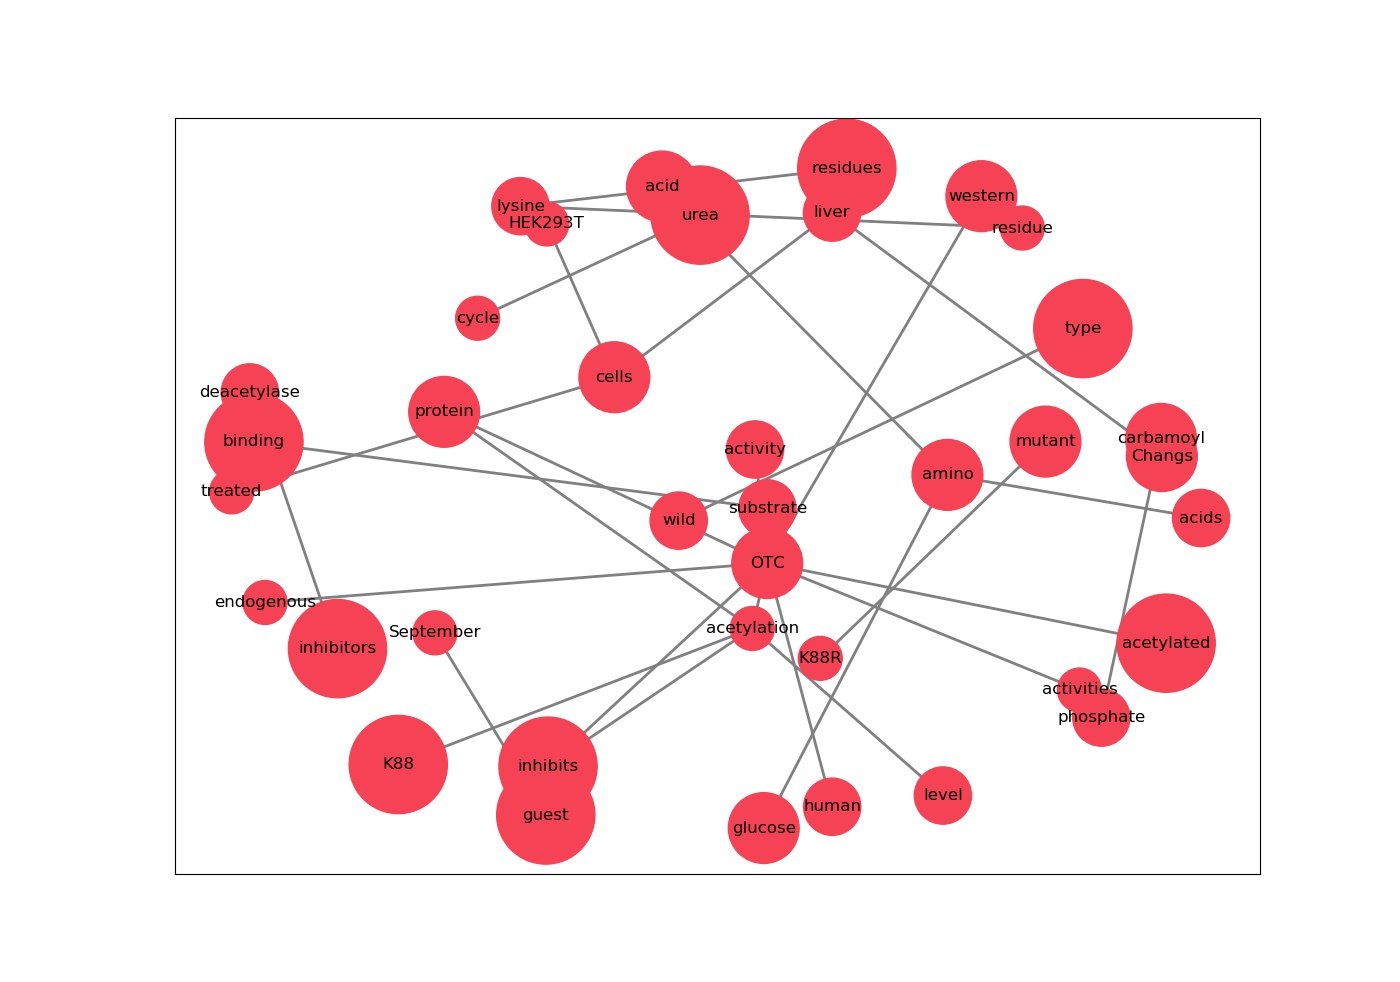 residues
acid
western
lysine
liver
urea
HEK293T
residue
cycle
type
cells
deacetylase
protein
carbamoyl
binding
mutant
activity
Changs
amino
treated
substrate
acids
wild
OTC
endogenous
acetylation
September
acetylated
inhibitors
K88R
activities
phosphate
K88
inhibits
level
human
guest
glucose